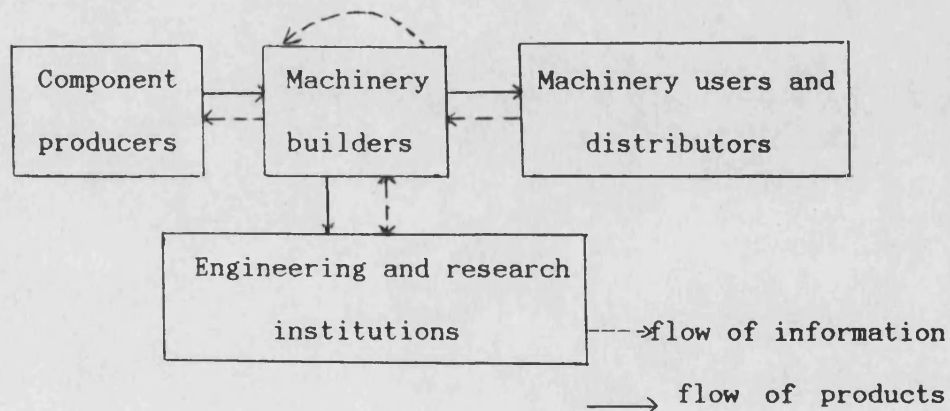 Component
producers
Machinery
builders
Machinery users and
distributors
Engineering and research
institutions
flow of information
flow of products